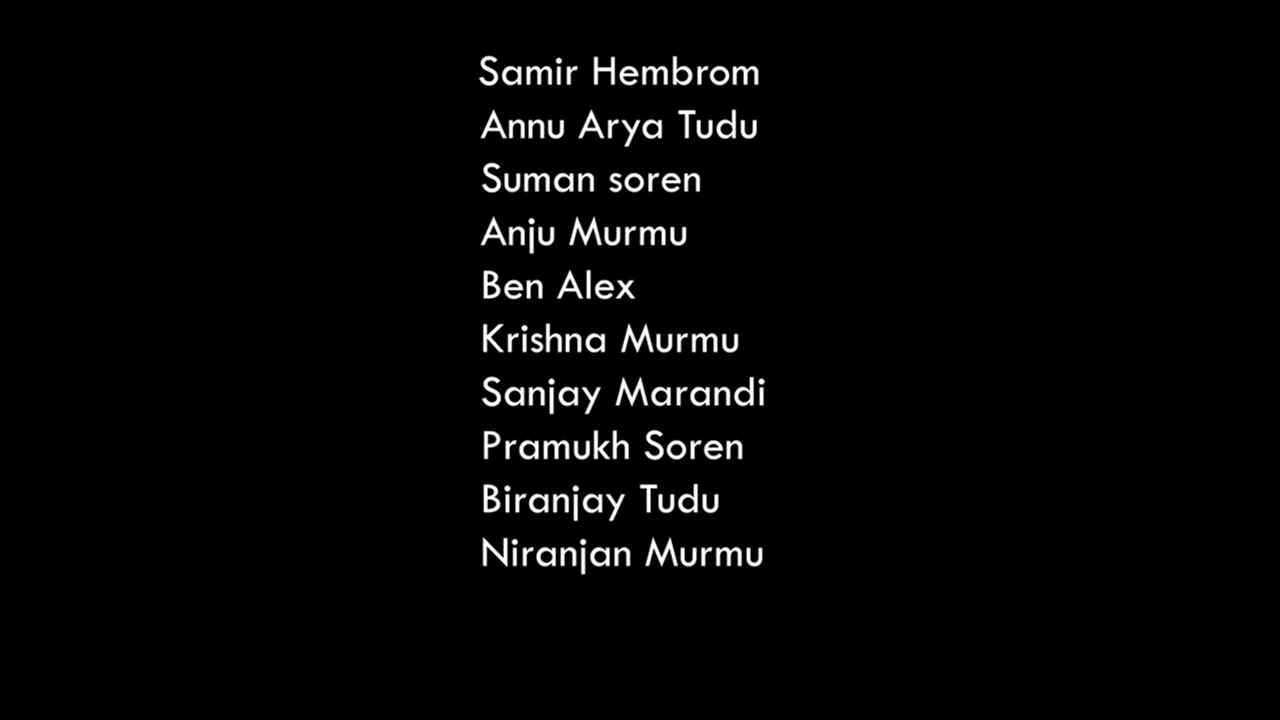 Samir Hembrom
Annu Arya Tudu
Suman soren
Anju Murmu
Ben Alex
Krishna Murmu
Sanjay Marandi
Pramukh Soren
Biranjay Tudu
Niranjan Murmu